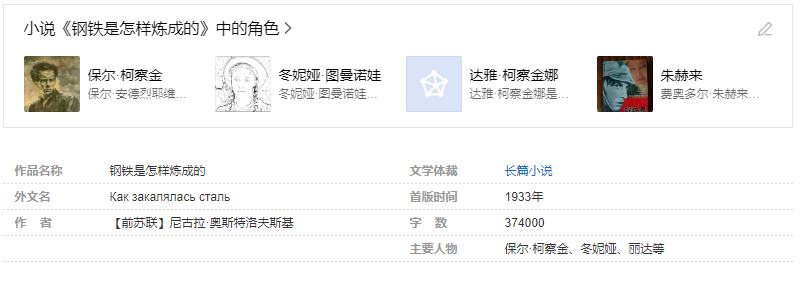 小说《钢铁是怎样炼成的》中的角色
保尔·柯察金
保尔·安德烈耶维...
冬妮娅·图曼诺娃
冬妮娅·图曼诺娃...
达雅·柯察金娜
达雅·柯察金娜是...
朱赫来
费奥多尔·朱赫来...
作品名称 钢铁是怎样炼成的 文学体裁 长篇小说
外文名 Как закалялась сталь 首版时间 1933年
作 者 【前苏联】尼古拉·奥斯特洛夫斯基 字 数 374000
主要人物 保尔·柯察金、冬妮娅、丽达等